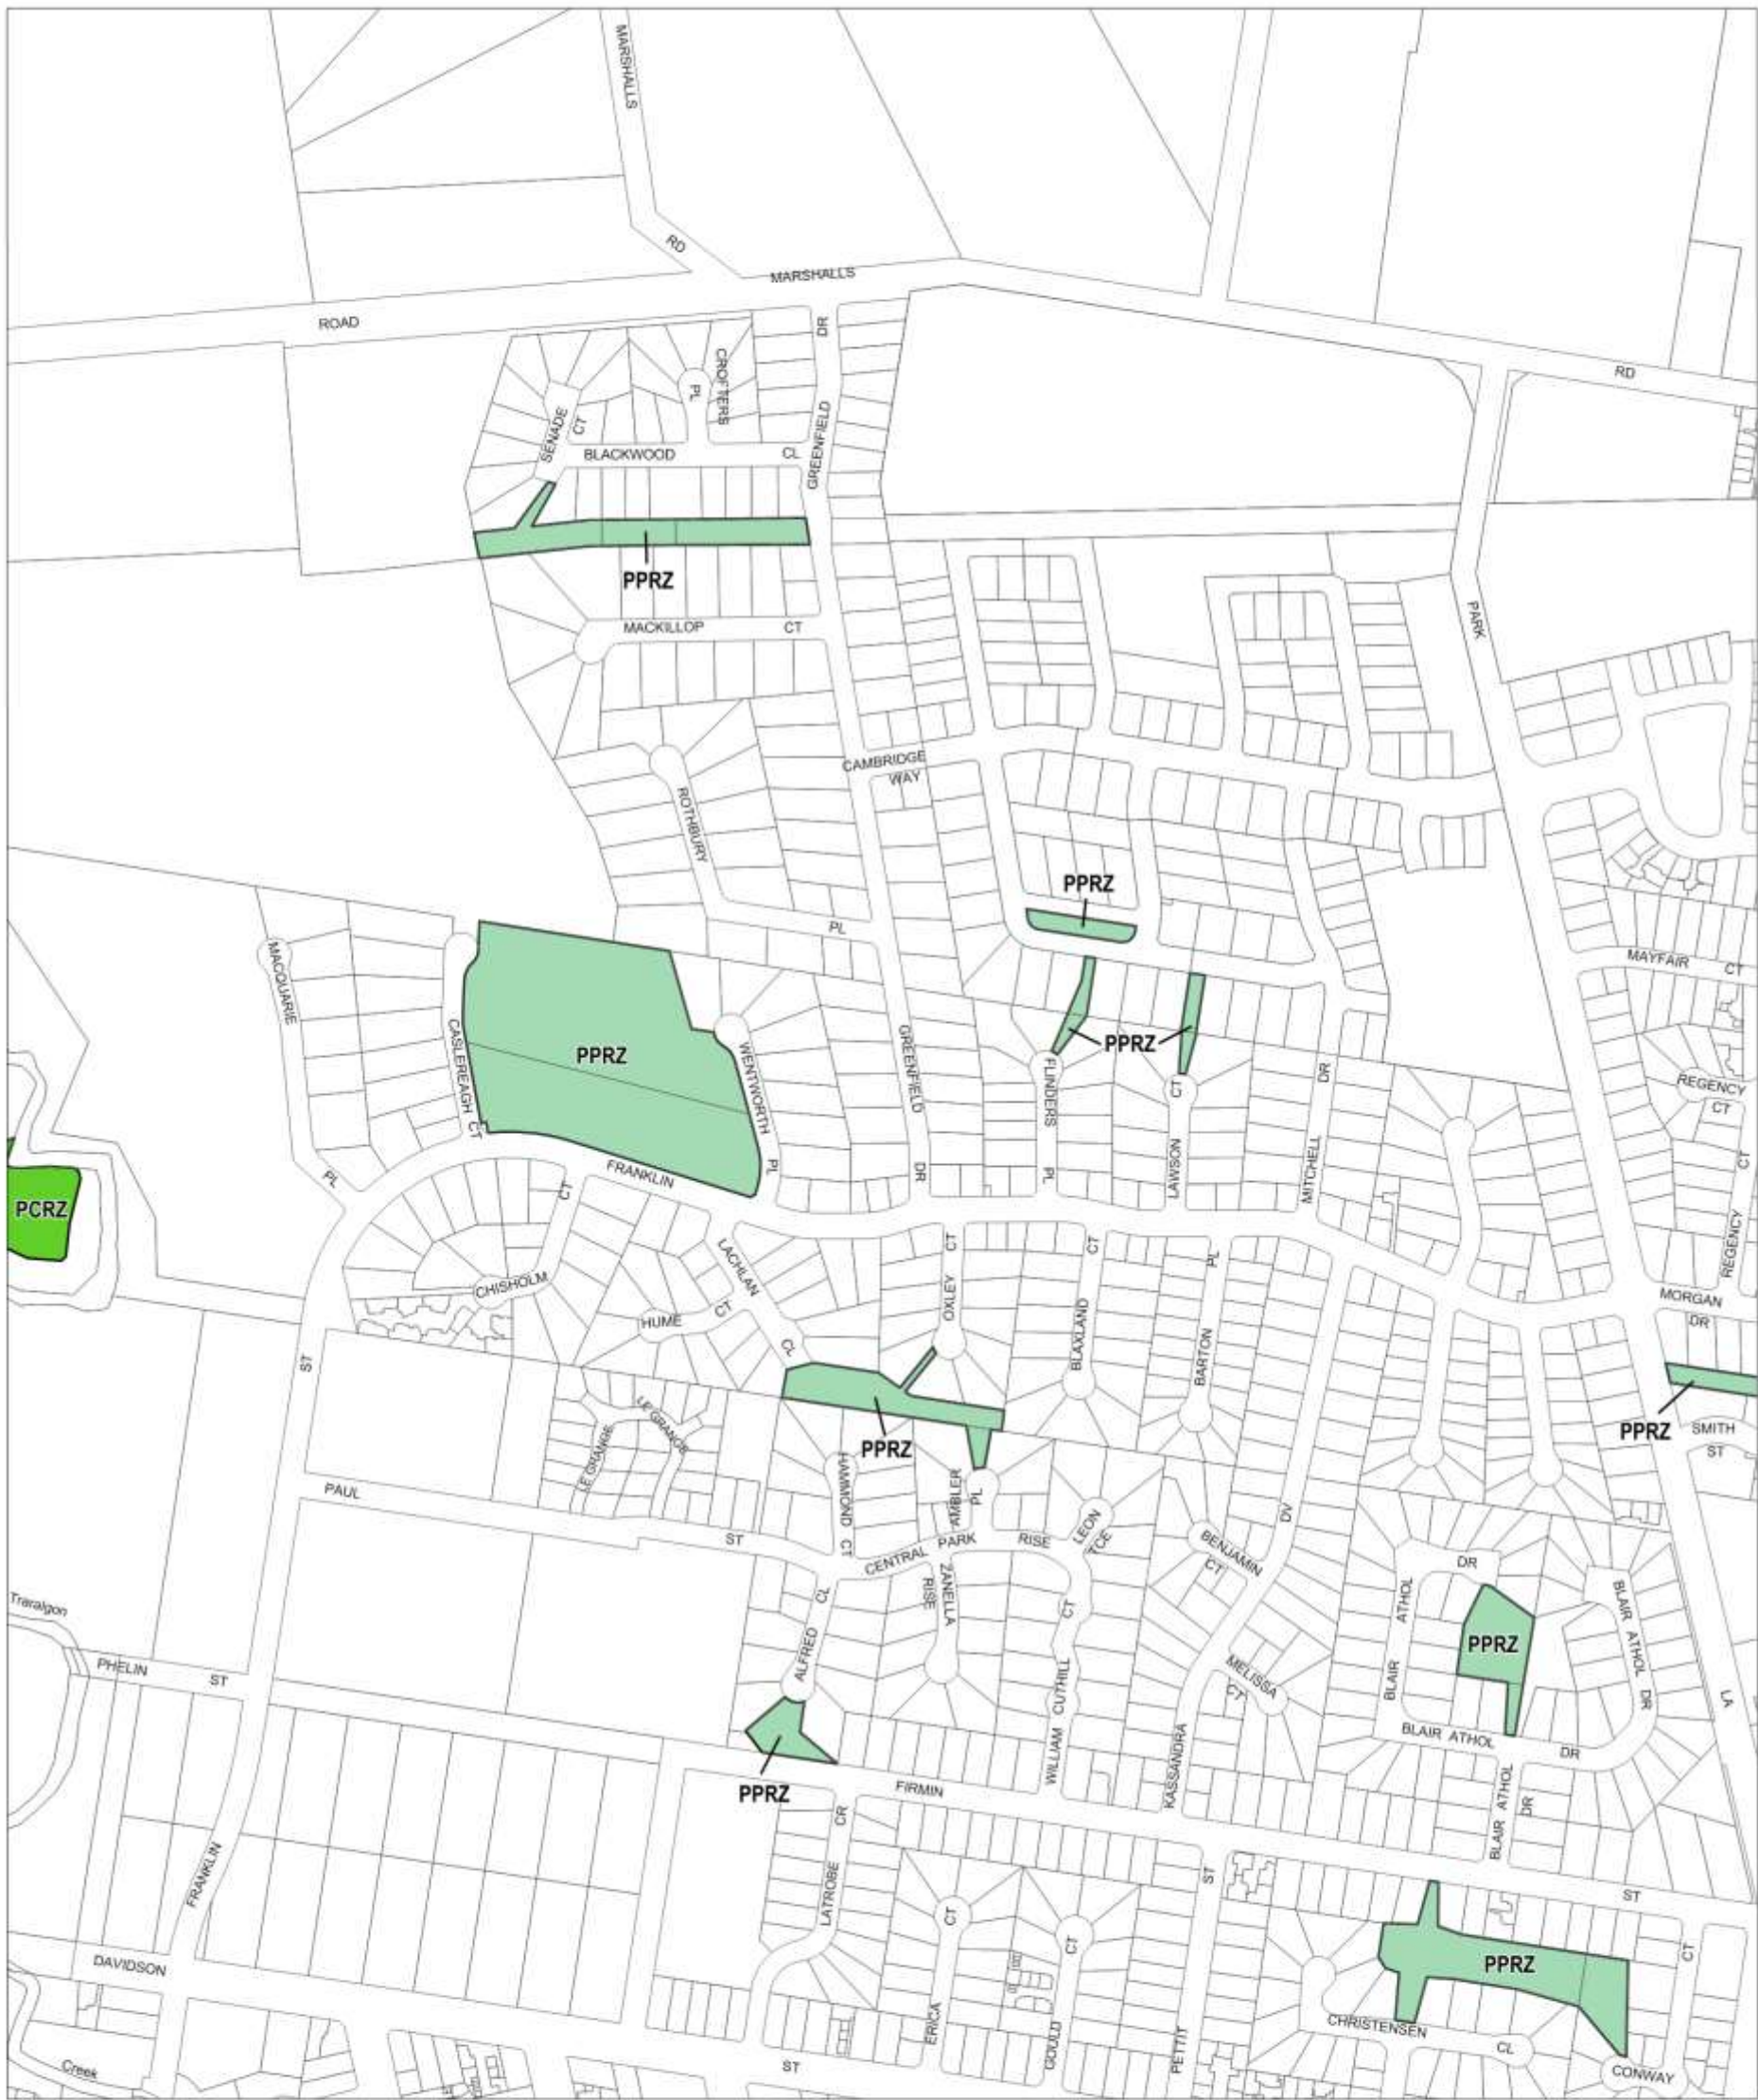 MARSHALLS
RD
MARSHALLS
ROAD
DR
RD
CROFTERS
PL
SENADE
CT
GREENFIELD
BLACKWOOD
CL
PPRZ
MACKILLOP
CT
PARK
CAMBRIDGE
WAY
ROTHBURY
PL
PPRZ
MACQUARIE
MAYFAIR
CT
CASLEREAGH CT
PPRZ
WENTWORTH
PL
GREENFIELD
DR
PPRZ
FLINDERS
PL
CT
LAWSON
DR
MITCHELL
REGENCY
CT
CT
REGENCY
PCRZ
PL
FRANKLIN
CT
CHISHOLM
LACHLAN
CL
HUME
CT
CT
OXLEY
CT
BLAXLAND
PL
BARTON
MORGAN
DR
PPRZ
SMITH
ST
ST
LE GRANGE
LE GRANGE
PPRZ
HAMMOND
CT
AMBLER
PL
PAUL
ST
CENTRAL
PARK
RISE
LEON
TCE
BENJAMIN
CT
DV
DR
ATHOL
BLAIR
BLAIR
ATHOL
DR
PPRZ
ZANELLA
RISE
CL
ALFRED
CT
CUTHILL
WILLIAM
MELISSA
CT
KASSANDRA
Traralgon
PHELIN
ST
BLAIR ATHOL
DR
LA
PPRZ
FIRMIN
BLAIR ATHOL
DR
CR
LATROBE
FRANKLIN
ST
ST
CT
ERICA
CT
GOULD
PETTIT
PPRZ
CT
DAVIDSON
CHRISTENSEN
CL
CONWAY
Creek
ST